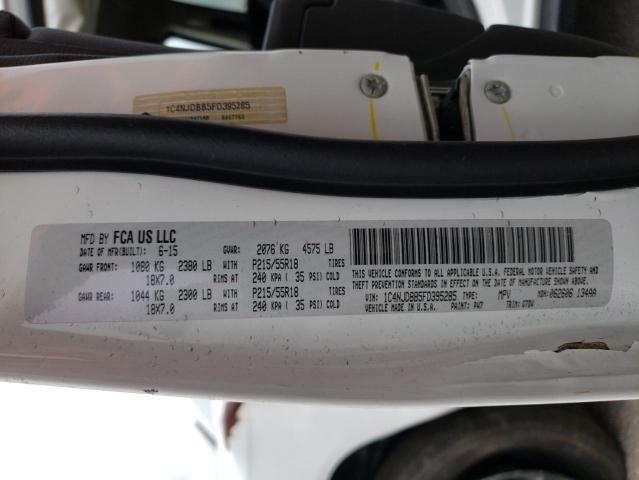 1C4NJDBB5FD395285
MFD BY FCA US LLC
DATE OF MFR(BUILT): 6-15 GVWR: 2076 KG 4575 LB
GAWR FRONT: 1080 KG 2380 LB WITH P215/55R18 TIRES
18X7.0 RIMS AT 240 KPA ( 35 PSI) COLD
GAWR REAR: 1044 KG 2300 LB WITH P215/55R18 TIRES
18X7.0 RIMS AT 240 KPA ( 35 PSI) COLD
THIS VEHICLE CONFORMS TO ALL APPLICABLE U.S.A. FEDERAL MOTOR VEHICLE SAFETY AND
THEFT PREVENTION STANDARDS IN EFFECT ON THE DATE OF MANUFACTURE SHOWN ABOVE.
VIN: 1C4NJDBB5FD395285 TYPE: MPV MDH: 062606 134AA
VEHICLE MADE IN U.S.A. PAINT: PW7 TRIM: